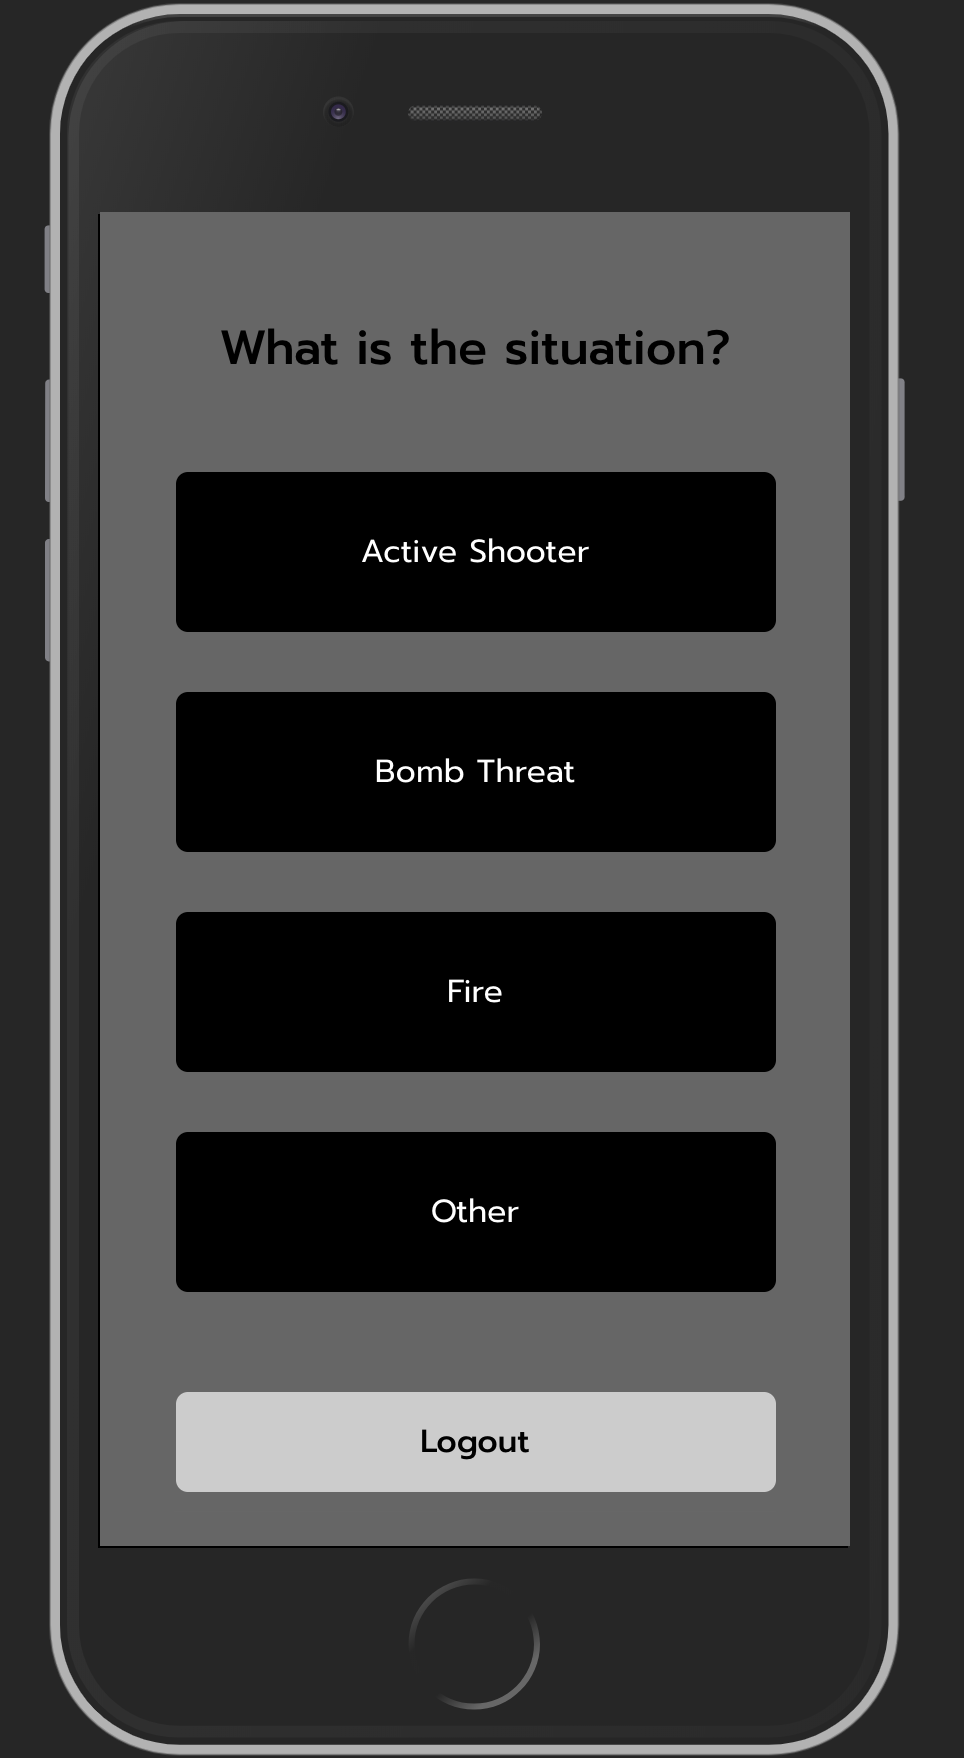 What is the situation?
Active Shooter
Bomb Threat
Fire
Other
Logout